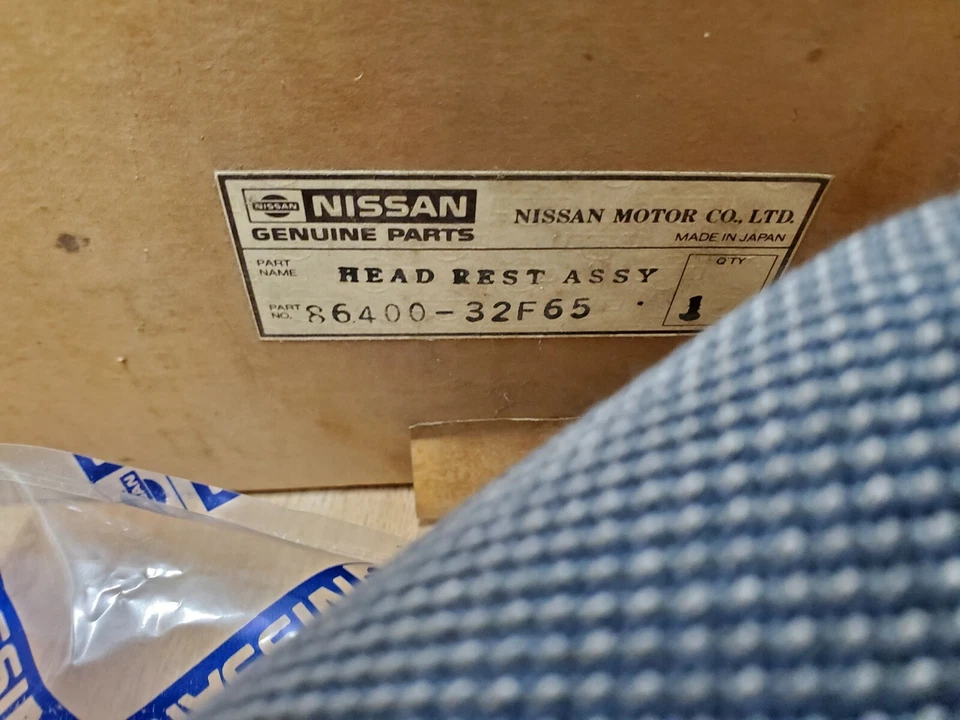 NISSAN NISSAN
GENUINE PARTS
NISSAN MOTOR CO., LTD.
MADE IN JAPAN
PART NAME
HEAD REST ASSY
QTY
1
PART NO.
86400-32F65
NISSA